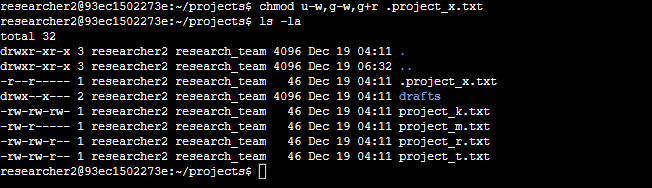 researcher2@93ec1502273e:~/projects$ chmod u-w,g-w,g+r .project_x.txt
researcher2@93ec1502273e:~/projects$ ls -la
total 32
drwxr-xr-x 3 researcher2 research_team 4096 Dec 19 04:11 .
drwxr-xr-x 3 researcher2 research_team 4096 Dec 19 06:32 ..
-r--r----- 1 researcher2 research_team   46 Dec 19 04:11 .project_x.txt
drwx--x--- 2 researcher2 research_team 4096 Dec 19 04:11 drafts
-rw-rw-rw- 1 researcher2 research_team   46 Dec 19 04:11 project_k.txt
-rw-r----- 1 researcher2 research_team   46 Dec 19 04:11 project_m.txt
-rw-rw-r-- 1 researcher2 research_team   46 Dec 19 04:11 project_r.txt
-rw-rw-r-- 1 researcher2 research_team   46 Dec 19 04:11 project_t.txt
researcher2@93ec1502273e:~/projects$